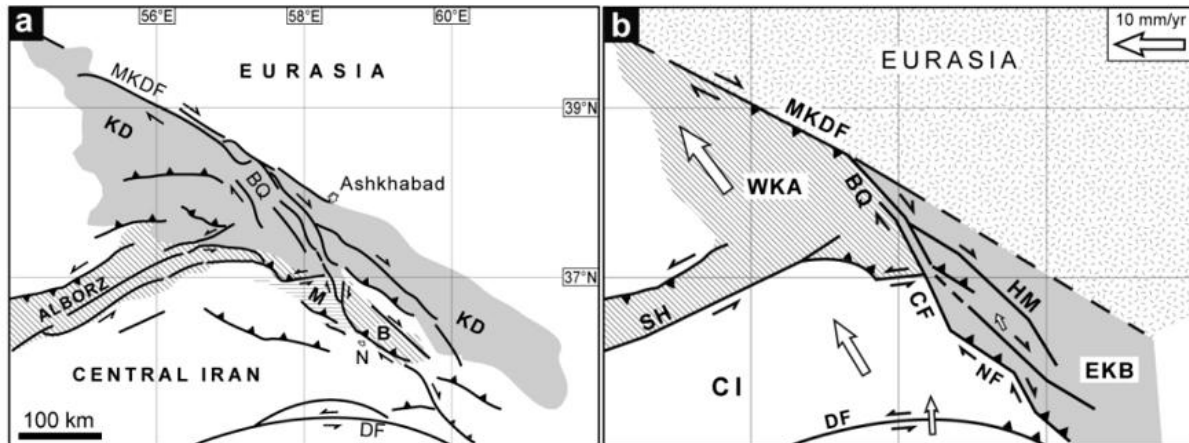 a
56°E
58°E
60°E
EURASIA
MKDF
39°N
KD
BQ
Ashkhabad
37°N
ALBORZ
M
KD
B
N
CENTRAL IRAN
100 km
DF
b
10 mm/yr
EURASIA
MKDF
WKA
BQ
HM
SH
CF
EKB
CI
NF
DF